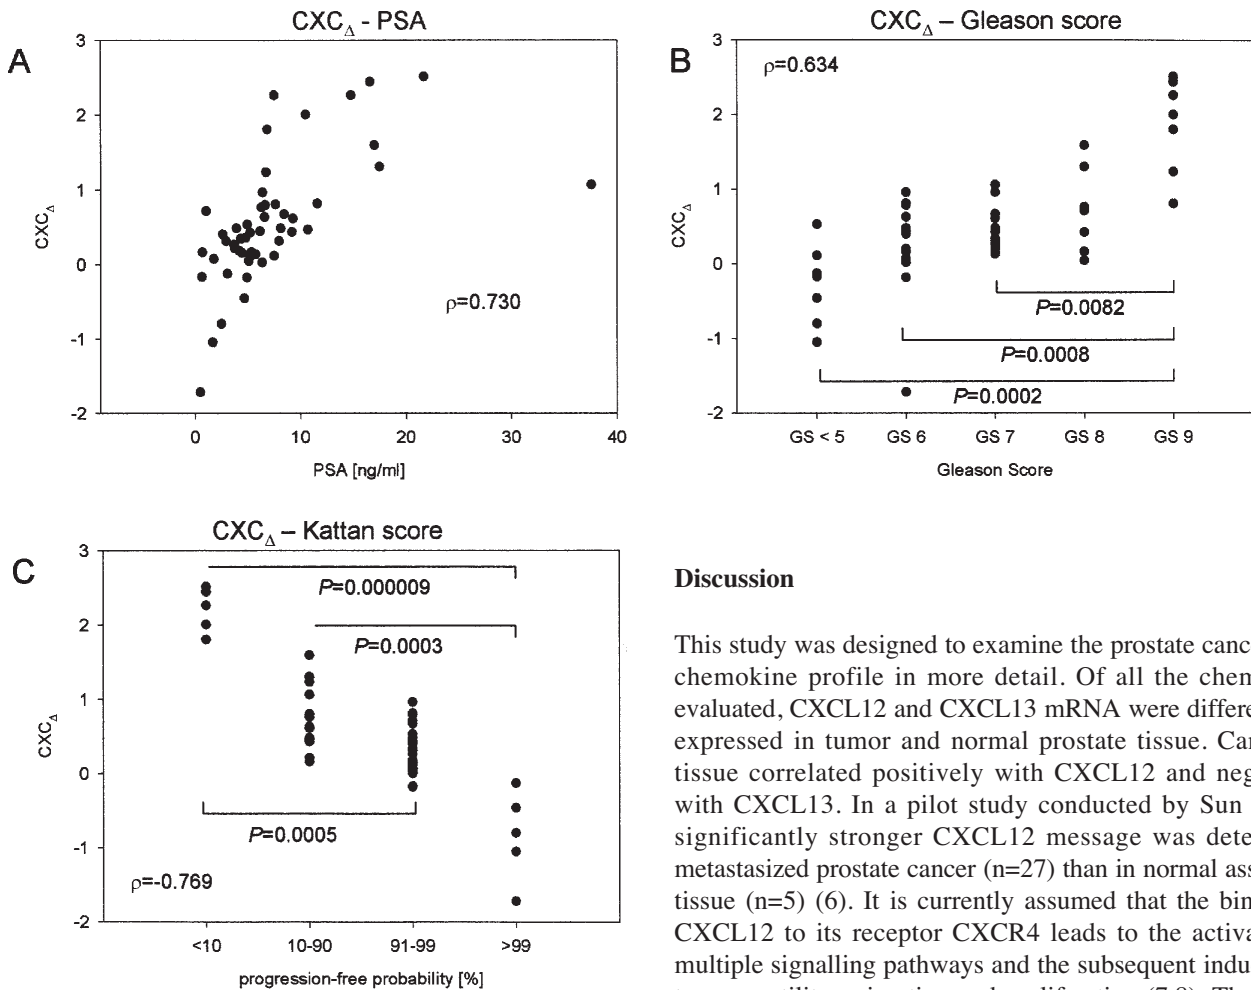 A
CXCΔ - PSA
3
2
1
0
-1
-2
CXCΔ
ρ=0.730
0 10 20 30 40
PSA [ng/ml]
B
CXCΔ – Gleason score
3
2
1
0
-1
-2
CXCΔ
ρ=0.634
P=0.0082
P=0.0008
P=0.0002
GS < 5 GS 6 GS 7 GS 8 GS 9
Gleason Score
C
CXCΔ – Kattan score
3
2
1
0
-1
-2
CXCΔ
P=0.000009
P=0.0003
P=0.0005
ρ=-0.769
<10 10-90 91-99 >99
progression-free probability [%]
Discussion
This study was designed to examine the prostate canc
chemokine profile in more detail. Of all the chem
evaluated, CXCL12 and CXCL13 mRNA were differe
expressed in tumor and normal prostate tissue. Can
tissue correlated positively with CXCL12 and neg
with CXCL13. In a pilot study conducted by Sun
significantly stronger CXCL12 message was dete
metastasized prostate cancer (n=27) than in normal ass
tissue (n=5) (6). It is currently assumed that the bin
CXCL12 to its receptor CXCR4 leads to the activa
multiple signalling pathways and the subsequent indu